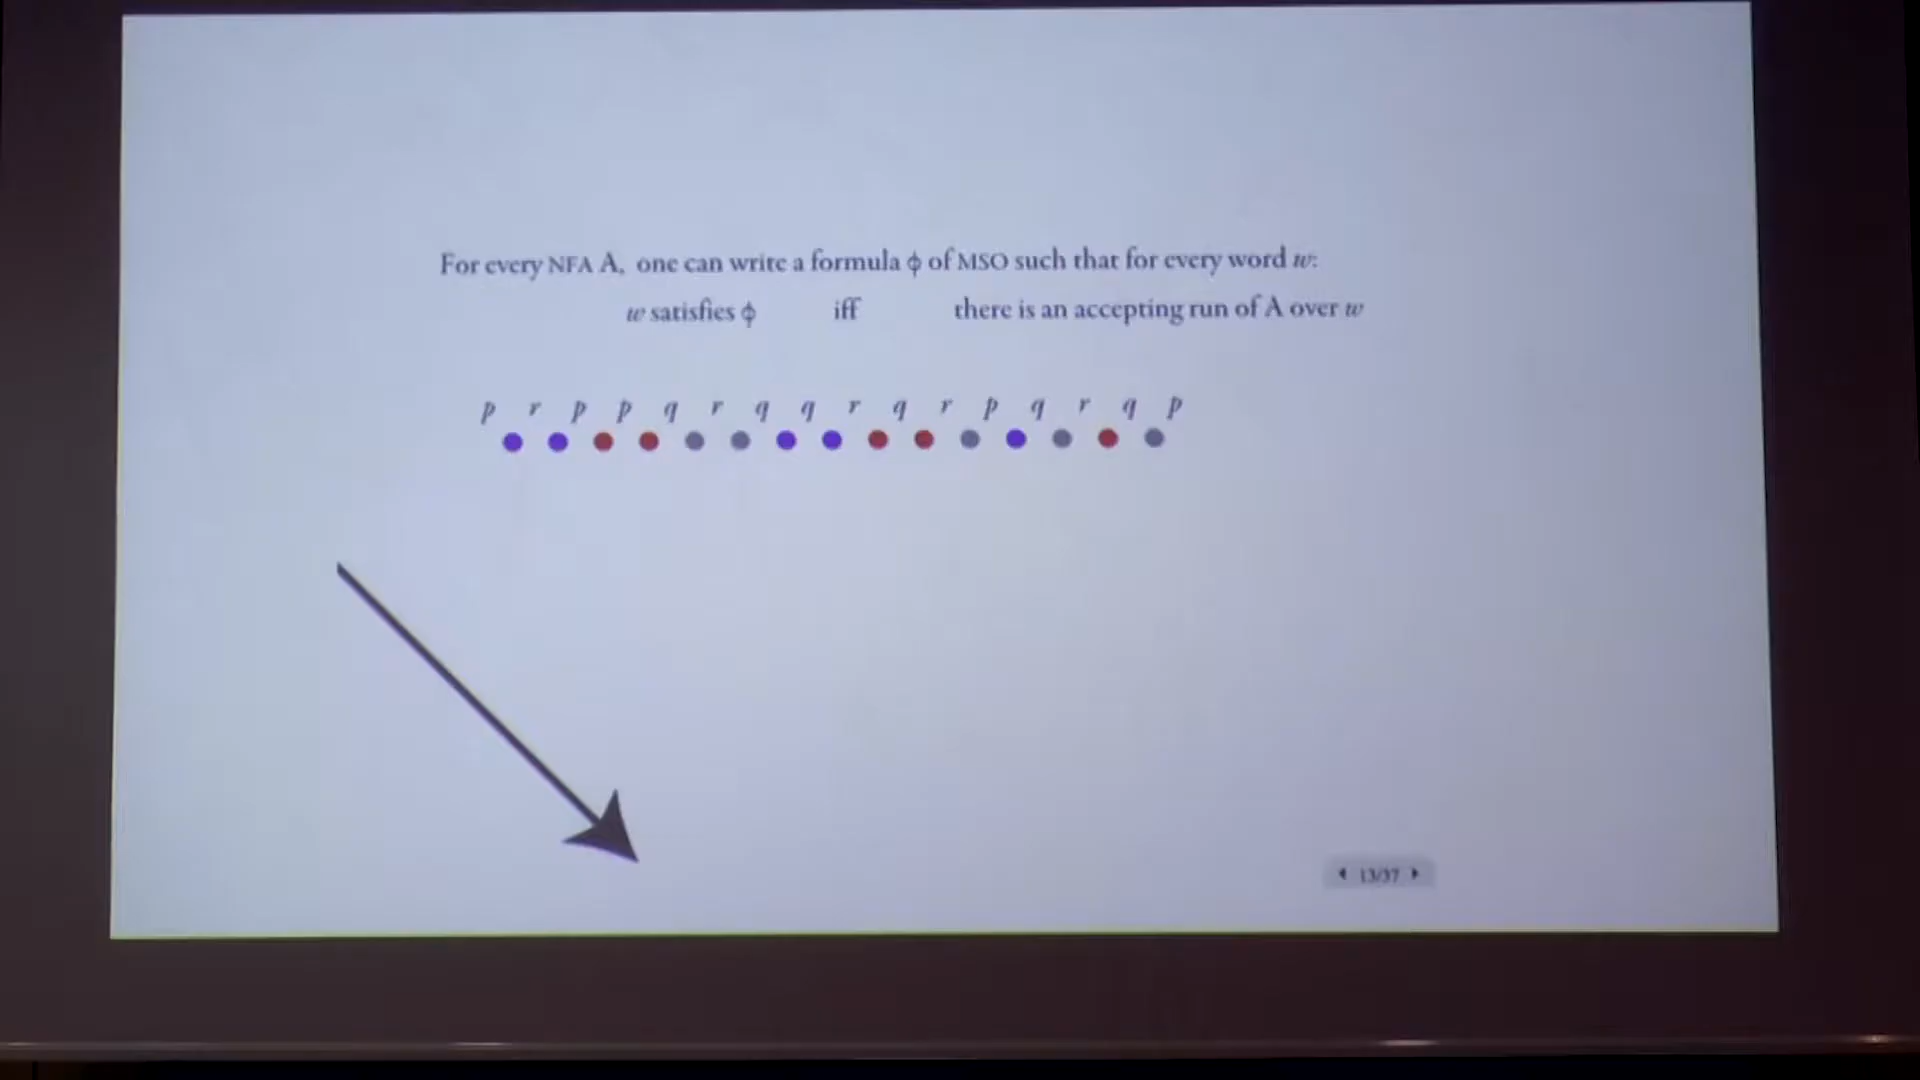 For every NFA A, one can write a formula ϕ of MSO such that for every word w:
w satisfies ϕ iff there is an accepting run of A over w
p r p p q r q q r q r p q r q p
13/37